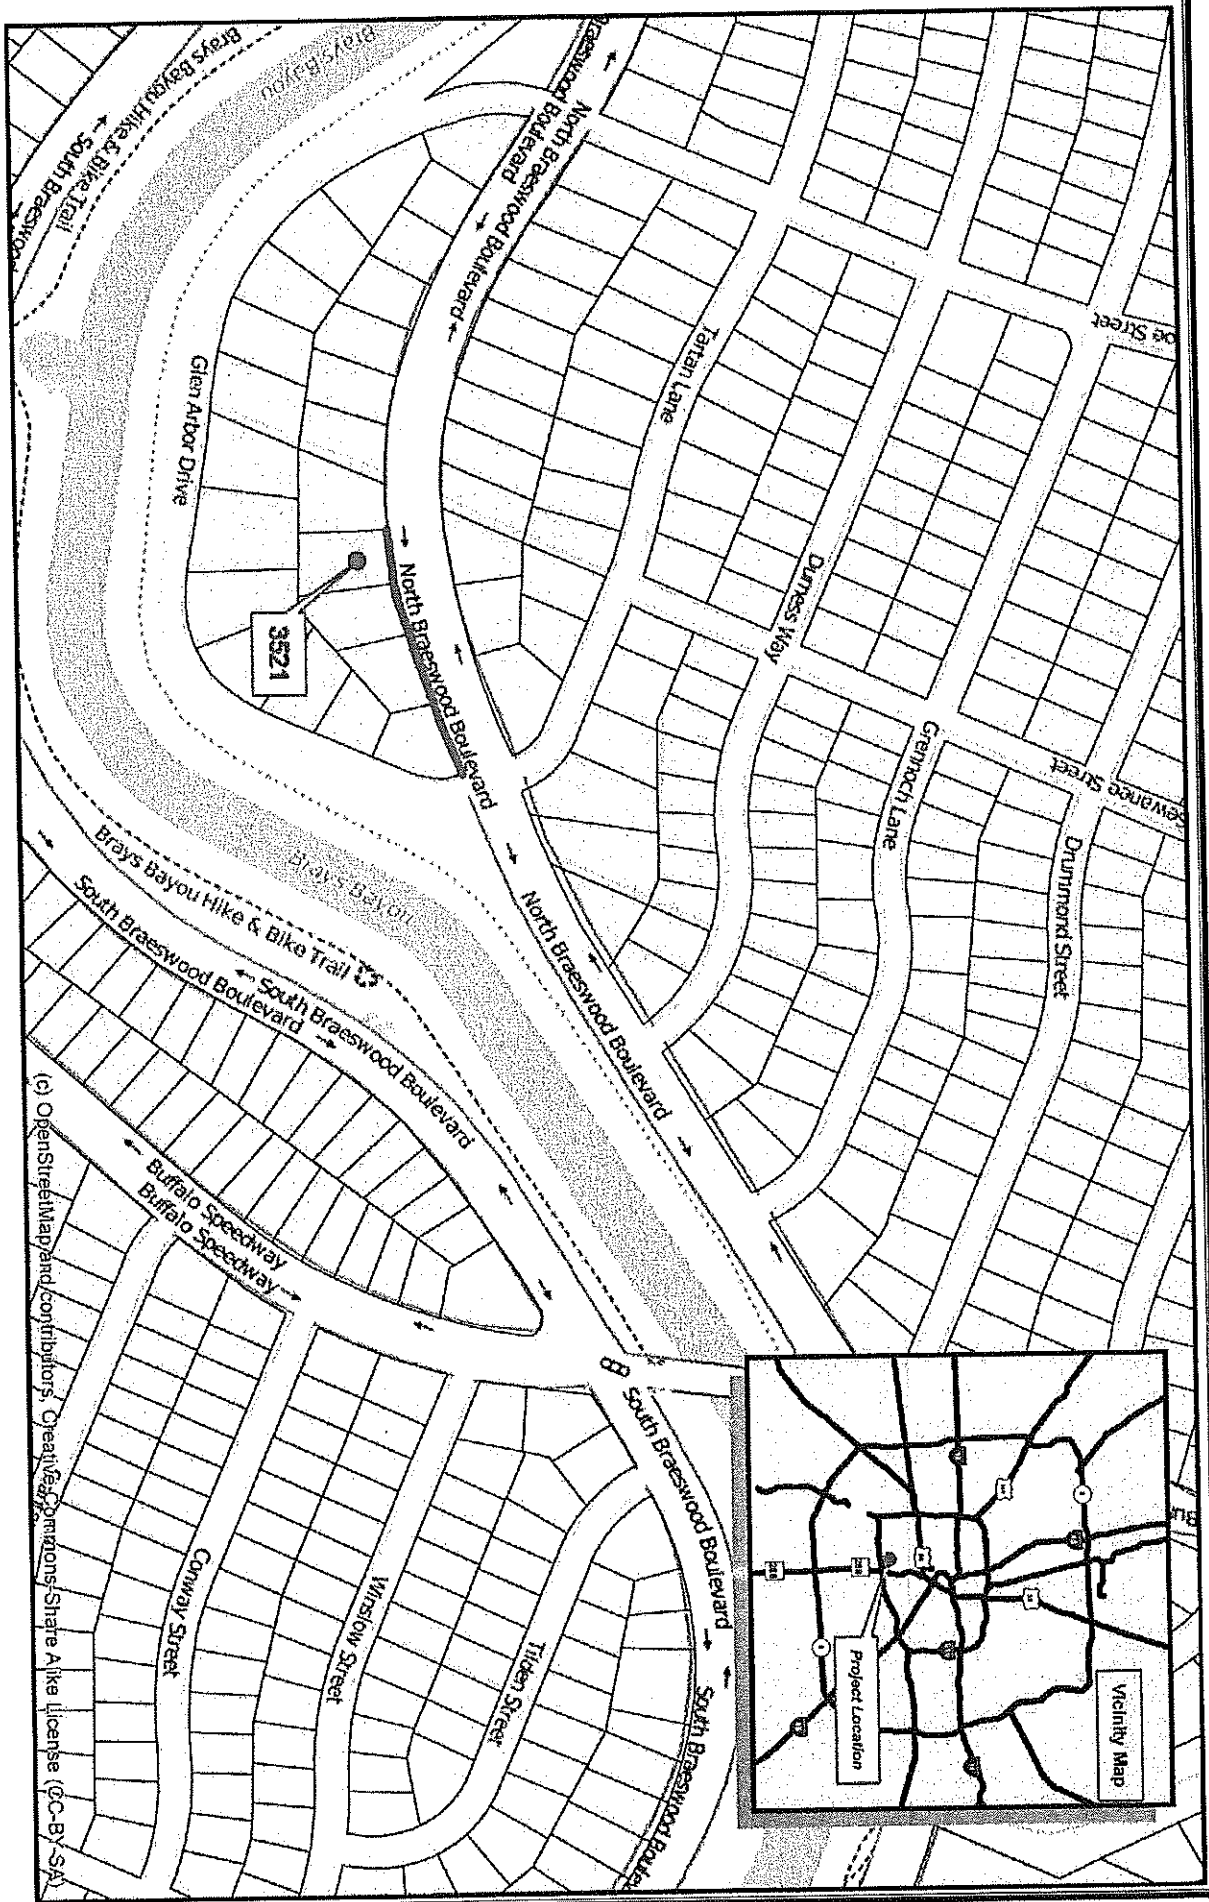 Brays Bayou Hike & Bike Trail
South Braeswood
Brays Bayou
North Braeswood Boulevard
Boulevard
North Braeswood Boulevard
Glen Arbor Drive
Tartan Lane
Durness Way
Street
Grennoch Lane
Sewanee Street
Drummond Street
3521
North Braeswood Boulevard
North Braeswood Boulevard
Brays Bayou
Brays Bayou Hike & Bike Trail
South Braeswood Boulevard
South Braeswood Boulevard
Buffalo Speedway
Buffalo Speedway
South Braeswood Boulevard
South Braeswood
Conway Street
Winslow Street
Tilden Street
Vicinity Map
Project Location
288
(c) OpenStreetMap and contributors, Creative Commons-Share Alike License (CC-BY-SA)